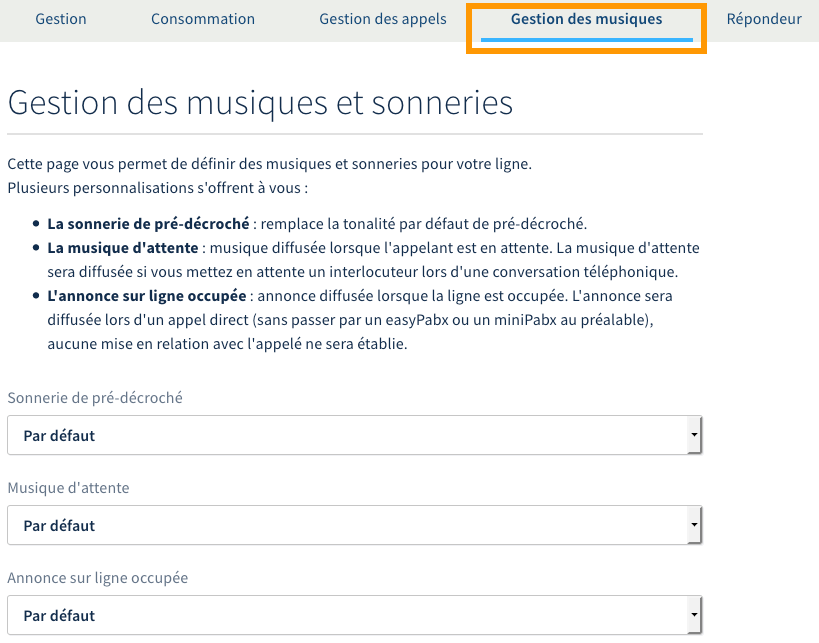 Gestion Consommation Gestion des appels Gestion des musiques Répondeur
Gestion des musiques et sonneries
Cette page vous permet de définir des musiques et sonneries pour votre ligne.
Plusieurs personnalisations s'offrent à vous :
• La sonnerie de pré-décroché : remplace la tonalité par défaut de pré-décroché.
• La musique d'attente : musique diffusée lorsque l'appelant est en attente. La musique d'attente
sera diffusée si vous mettez en attente un interlocuteur lors d'une conversation téléphonique.
• L'annonce sur ligne occupée : annonce diffusée lorsque la ligne est occupée. L'annonce sera
diffusée lors d'un appel direct (sans passer par un easyPabx ou un miniPabx au préalable),
aucune mise en relation avec l'appelé ne sera établie.
Sonnerie de pré-décroché
Par défaut
Musique d'attente
Par défaut
Annonce sur ligne occupée
Par défaut